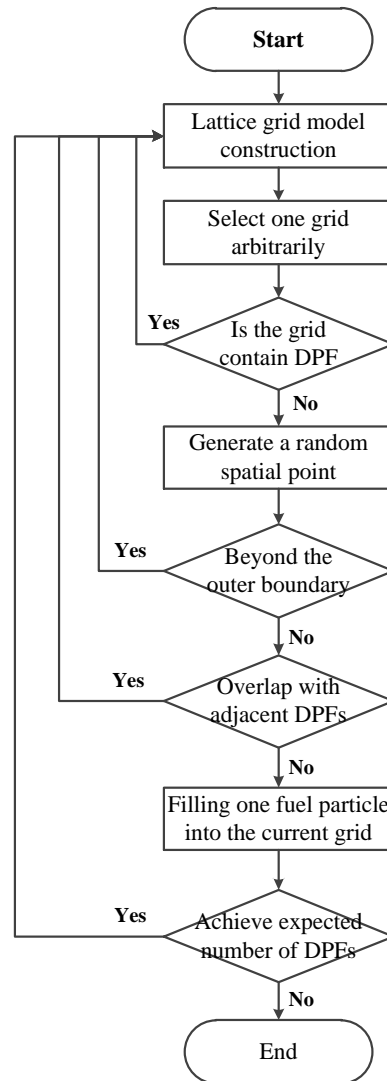 Start
Lattice grid model
construction
Select one grid
arbitrarily
Yes
Is the grid
contain DPF
No
Generate a random
spatial point
Yes
Beyond the
outer boundary
No
Yes
Overlap with
adjacent DPFs
No
Filling one fuel particle
into the current grid
Yes
Achieve expected
number of DPFs
No
End